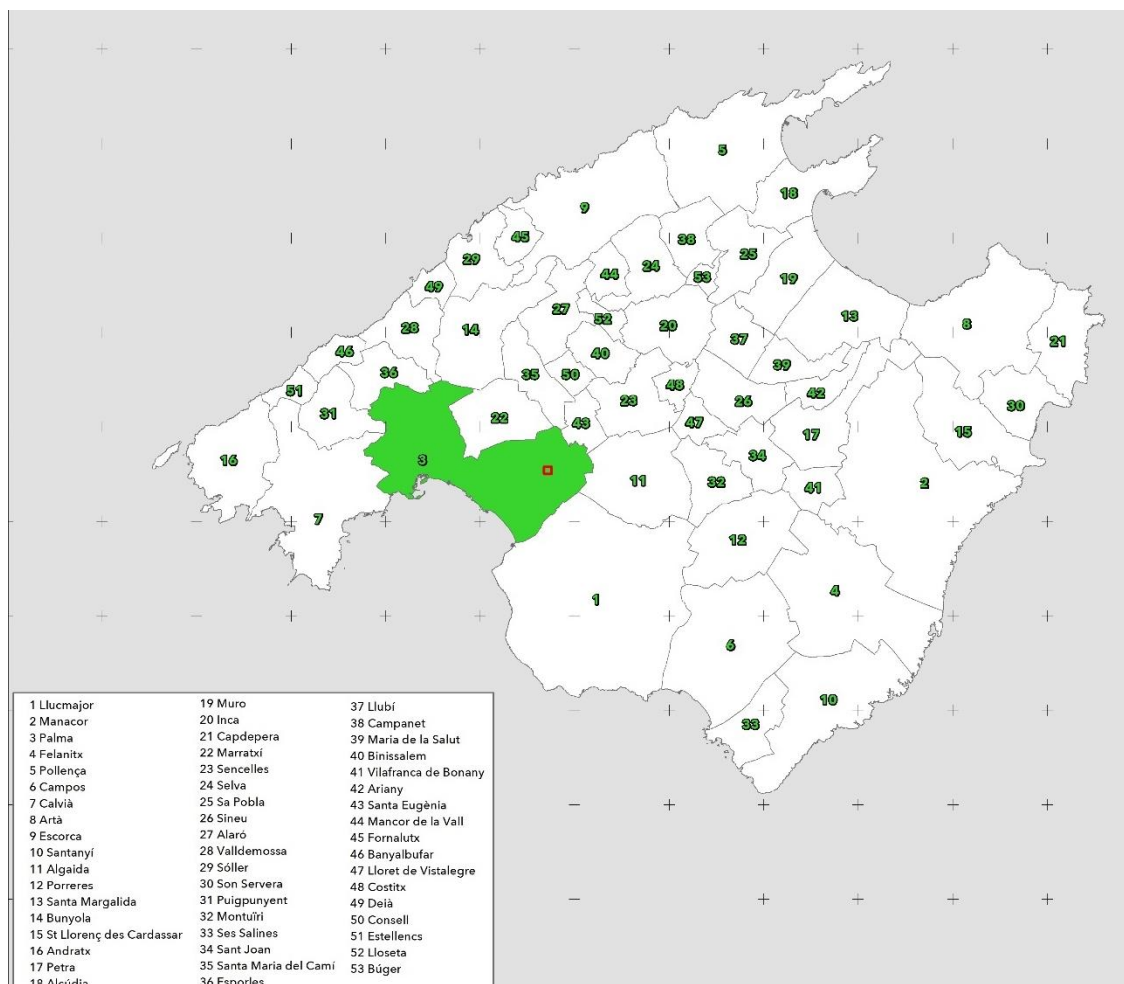 5
18
9
45
38
25
29
24
44
53
19
49
27
13
52
8
20
28
14
37
21
46
40
39
36
35
50
48
51
42
23
26
30
31
22
47
43
15
17
34
16
3
11
32
2
41
7
12
4
1
6
10
33
1 Llucmajor
2 Manacor
3 Palma
4 Felanitx
5 Pollença
6 Campos
7 Calvià
8 Artà
9 Escorca
10 Santanyí
11 Algaida
12 Porreres
13 Santa Margalida
14 Bunyola
15 St Llorenç des Cardassar
16 Andratx
17 Petra
18 Alcúdia
19 Muro
20 Inca
21 Capdepera
22 Marratxí
23 Sencelles
24 Selva
25 Sa Pobla
26 Sineu
27 Alaró
28 Valldemossa
29 Sóller
30 Son Servera
31 Puigpunyent
32 Montuïri
33 Ses Salines
34 Sant Joan
35 Santa Maria del Camí
36 Esporles
37 Llubí
38 Campanet
39 Maria de la Salut
40 Binissalem
41 Vilafranca de Bonany
42 Ariany
43 Santa Eugènia
44 Mancor de la Vall
45 Fornalutx
46 Banyalbufar
47 Lloret de Vistalegre
48 Costitx
49 Deià
50 Consell
51 Estellencs
52 Lloseta
53 Búger